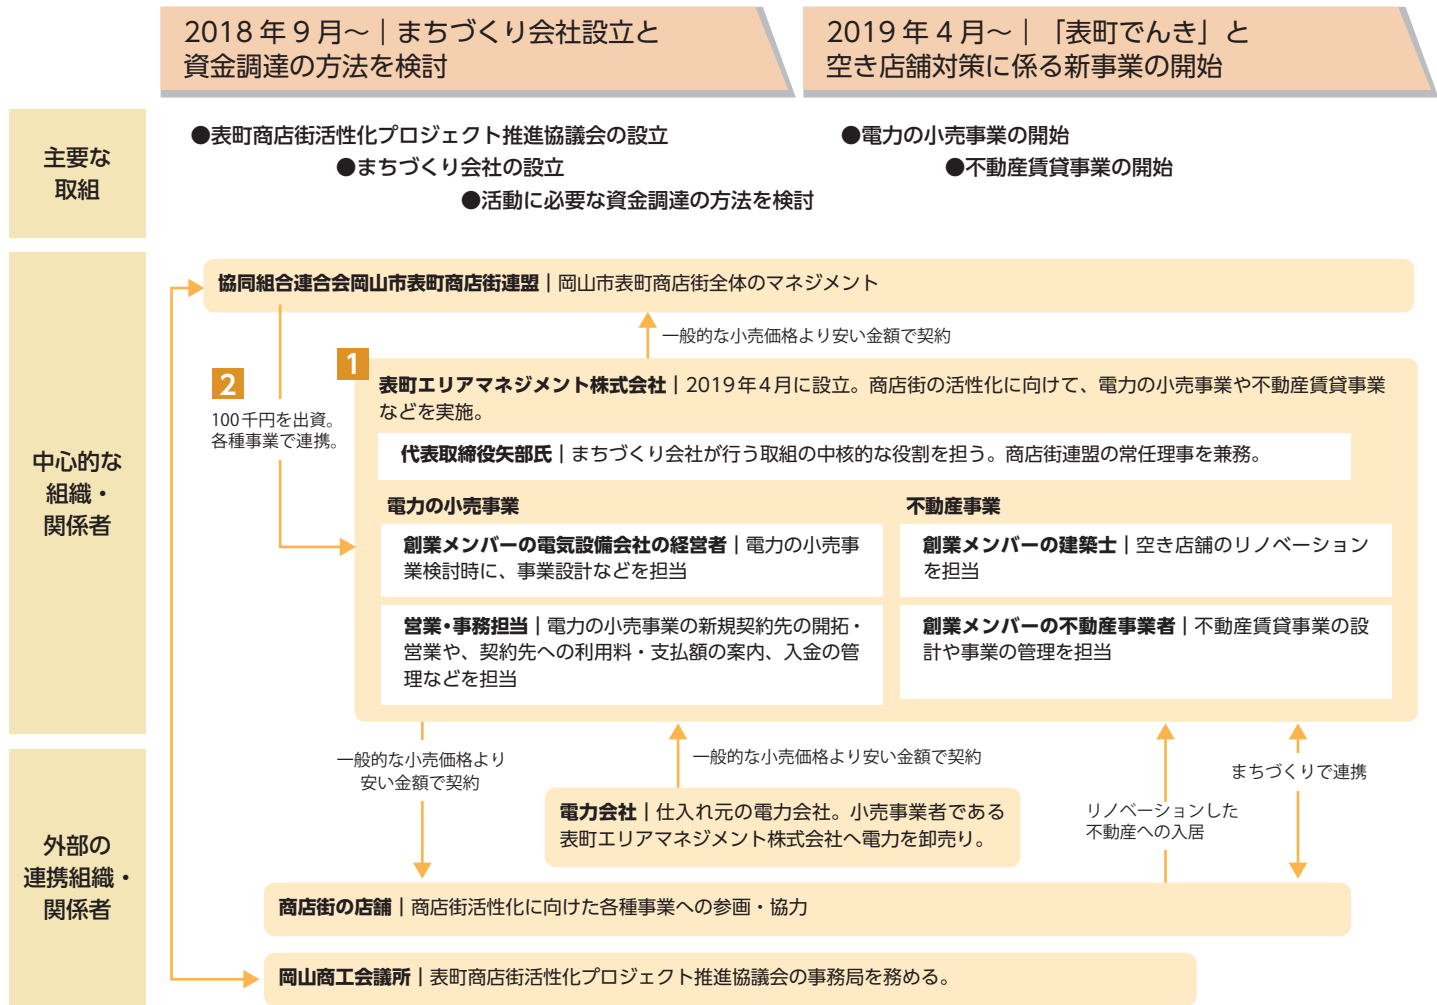 2018年9月～｜まちづくり会社設立と
資金調達の方法を検討
2019年4月～｜「表町でんき」と
空き店舗対策に係る新事業の開始
主要な
取組
●表町商店街活性化プロジェクト推進協議会の設立
●まちづくり会社の設立
●活動に必要な資金調達の方法を検討
●電力の小売事業の開始
●不動産賃貸事業の開始
中心的な
組織・
関係者
協同組合連合会岡山市表町商店街連盟｜岡山市表町商店街全体のマネジメント
一般的な小売価格より安い金額で契約
2
100千円を出資。
各種事業で連携。
1
表町エリアマネジメント株式会社｜2019年4月に設立。商店街の活性化に向けて、電力の小売事業や不動産賃貸事業
などを実施。
代表取締役矢部氏｜まちづくり会社が行う取組の中核的な役割を担う。商店街連盟の常任理事を兼務。
電力の小売事業
創業メンバーの電気設備会社の経営者｜電力の小売事
業検討時に、事業設計などを担当
営業・事務担当｜電力の小売事業の新規契約先の開拓・
営業や、契約先への利用料・支払額の案内、入金の管
理などを担当
不動産事業
創業メンバーの建築士｜空き店舗のリノベーション
を担当
創業メンバーの不動産事業者｜不動産賃貸事業の設
計や事業の管理を担当
外部の
連携組織・
関係者
一般的な小売価格より
安い金額で契約
一般的な小売価格より安い金額で契約
電力会社｜仕入れ元の電力会社。小売事業者である
表町エリアマネジメント株式会社へ電力を卸売り。
リノベーションした
不動産への入居
まちづくりで連携
商店街の店舗｜商店街活性化に向けた各種事業への参画・協力
岡山商工会議所｜表町商店街活性化プロジェクト推進協議会の事務局を務める。